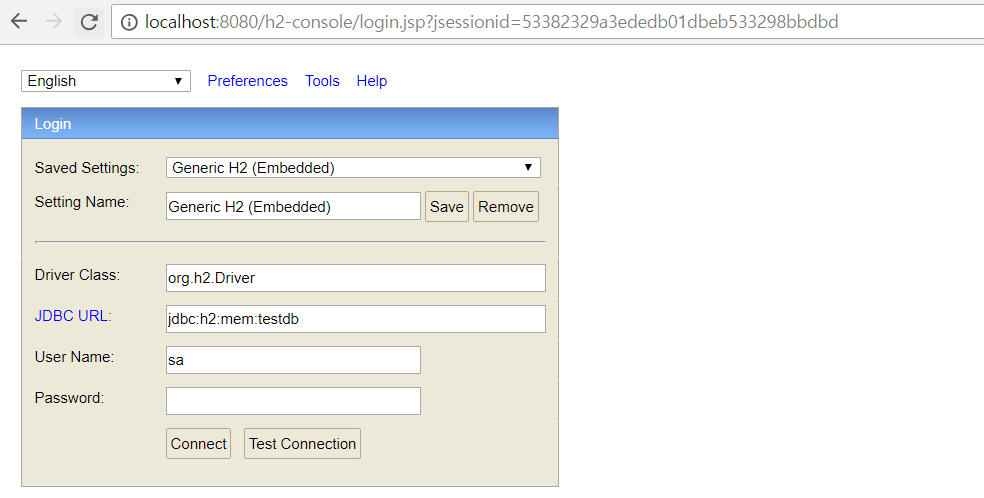 localhost:8080/h2-console/login.jsp?jsessionid=53382329a3ededb01dbeb533298bbdbd
English Preferences Tools Help
Login
Saved Settings: Generic H2 (Embedded)
Setting Name: Generic H2 (Embedded) Save Remove
Driver Class: org.h2.Driver
JDBC URL: jdbc:h2:mem:testdb
User Name: sa
Password:
Connect Test Connection